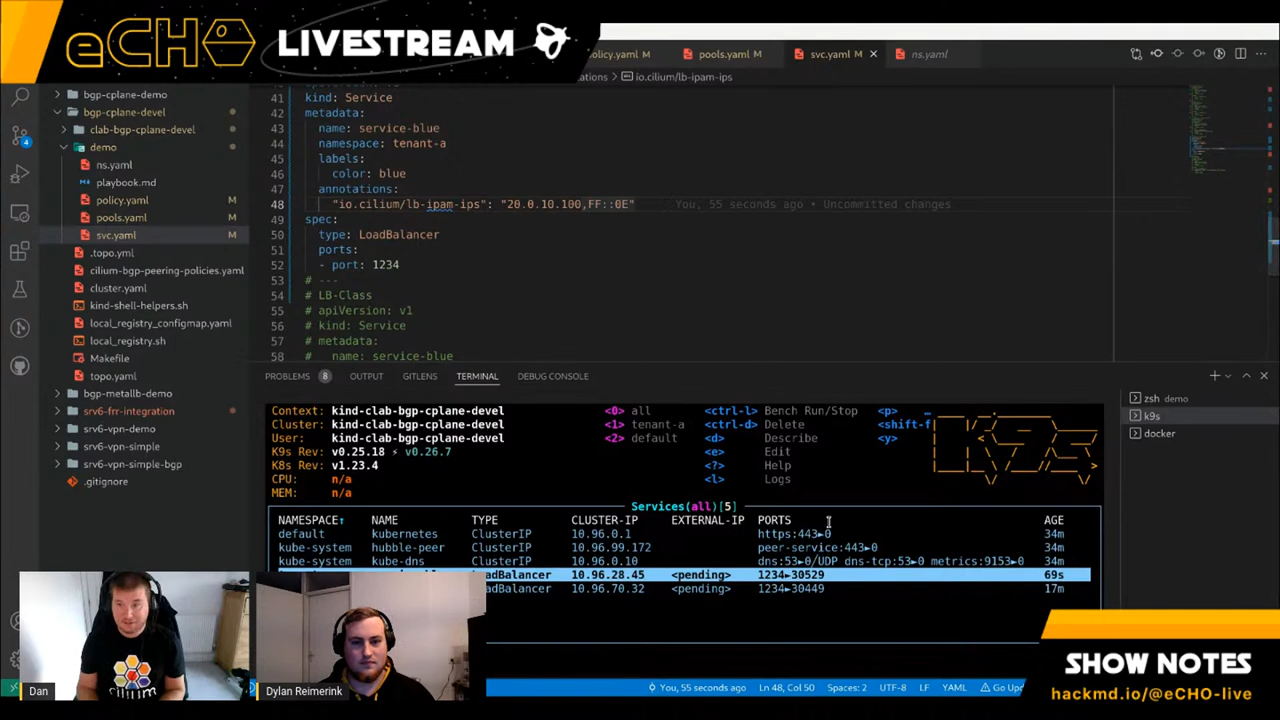 eCHO LIVESTREAM
policy.yaml M
pools.yaml M
svc.yaml M
ns.yaml
ations > io.cilium/lb-ipam-ips
bgp-cplane-demo
bgp-cplane-devel
clab-bgp-cplane-devel
demo
ns.yaml
playbook.md
policy.yaml M
pools.yaml M
svc.yaml M
.topo.yml
cilium-bgp-peering-policies.yaml
cluster.yaml
kind-shell-helpers.sh
local_registry_configmap.yaml
local_registry.sh
Makefile
topo.yaml
bgp-metallb-demo
srv6-frr-integration
srv6-vpn-demo
srv6-vpn-simple
srv6-vpn-simple-bgp
.gitignore
4
41 kind: Service
42 metadata:
43 name: service-blue
44 namespace: tenant-a
45 labels:
46 color: blue
47 annotations:
48 "io.cilium/lb-ipam-ips": "20.0.10.100,FF::0E" You, 55 seconds ago • Uncommitted changes
49 spec:
50 type: LoadBalancer
51 ports:
52 - port: 1234
53 # ---
54 # LB-Class
55 # apiVersion: v1
56 # kind: Service
57 # metadata:
58 # name: service-blue
PROBLEMS 8 OUTPUT GITLENS TERMINAL DEBUG CONSOLE
zsh demo
k9s
docker
Context: kind-clab-bgp-cplane-devel <0> all <ctrl-l> Bench Run/Stop <p> …
Cluster: kind-clab-bgp-cplane-devel <1> tenant-a <ctrl-d> Delete <shift-f
User: kind-clab-bgp-cplane-devel <2> default <d> Describe <y>
K9s Rev: v0.25.18 ⚡ v0.26.7 <e> Edit
K8s Rev: v1.23.4 <?> Help
CPU: n/a <l> Logs
MEM: n/a
K9s
Services(all)[5]
NAMESPACE↑ NAME TYPE CLUSTER-IP EXTERNAL-IP PORTS AGE
default kubernetes ClusterIP 10.96.0.1 https:443►0 34m
kube-system hubble-peer ClusterIP 10.96.99.172 peer-service:443►0 34m
kube-system kube-dns ClusterIP 10.96.0.10 dns:53►0/UDP dns-tcp:53►0 metrics:9153►0 34m
LoadBalancer 10.96.28.45 <pending> 1234►30529 69s
LoadBalancer 10.96.70.32 <pending> 1234►30449 17m
cilium
Dan
Dylan Reimerink
You, 55 seconds ago Ln 48, Col 50 Spaces: 2 UTF-8 LF YAML Go Up
SHOW NOTES
hackmd.io/@eCHO-live